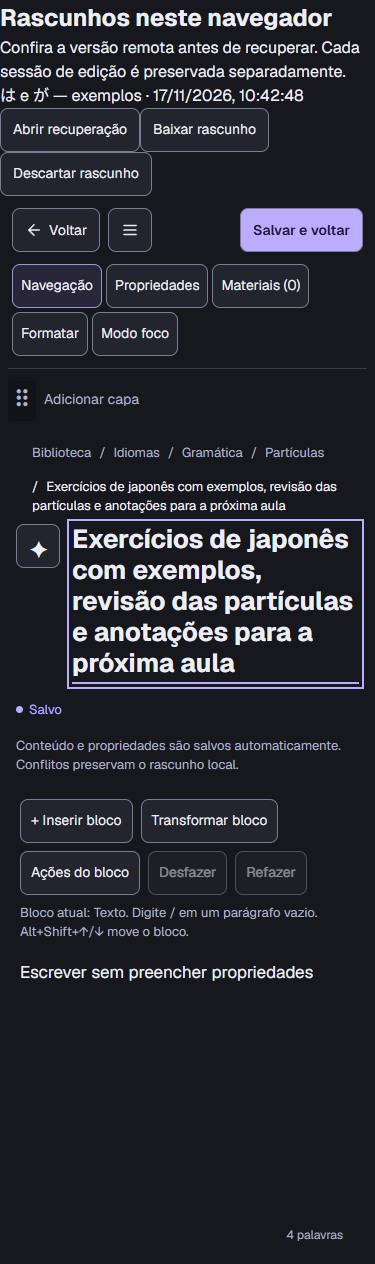 Rascunhos neste navegador
Confira a versão remota antes de recuperar. Cada
sessão de edição é preservada separadamente.
は e が — exemplos · 17/11/2026, 10:42:48
Abrir recuperação Baixar rascunho
Descartar rascunho
← Voltar ☰ Salvar e voltar
Navegação Propriedades Materiais (0)
Formatar Modo foco
Adicionar capa
Biblioteca / Idiomas / Gramática / Partículas
/ Exercícios de japonês com exemplos, revisão das
partículas e anotações para a próxima aula
Exercícios de japonês
com exemplos,
revisão das partículas
e anotações para a
próxima aula
Salvo
Conteúdo e propriedades são salvos automaticamente.
Conflitos preservam o rascunho local.
+ Inserir bloco Transformar bloco
Ações do bloco Desfazer Refazer
Bloco atual: Texto. Digite / em um parágrafo vazio.
Alt+Shift+↑/↓ move o bloco.
Escrever sem preencher propriedades
4 palavras